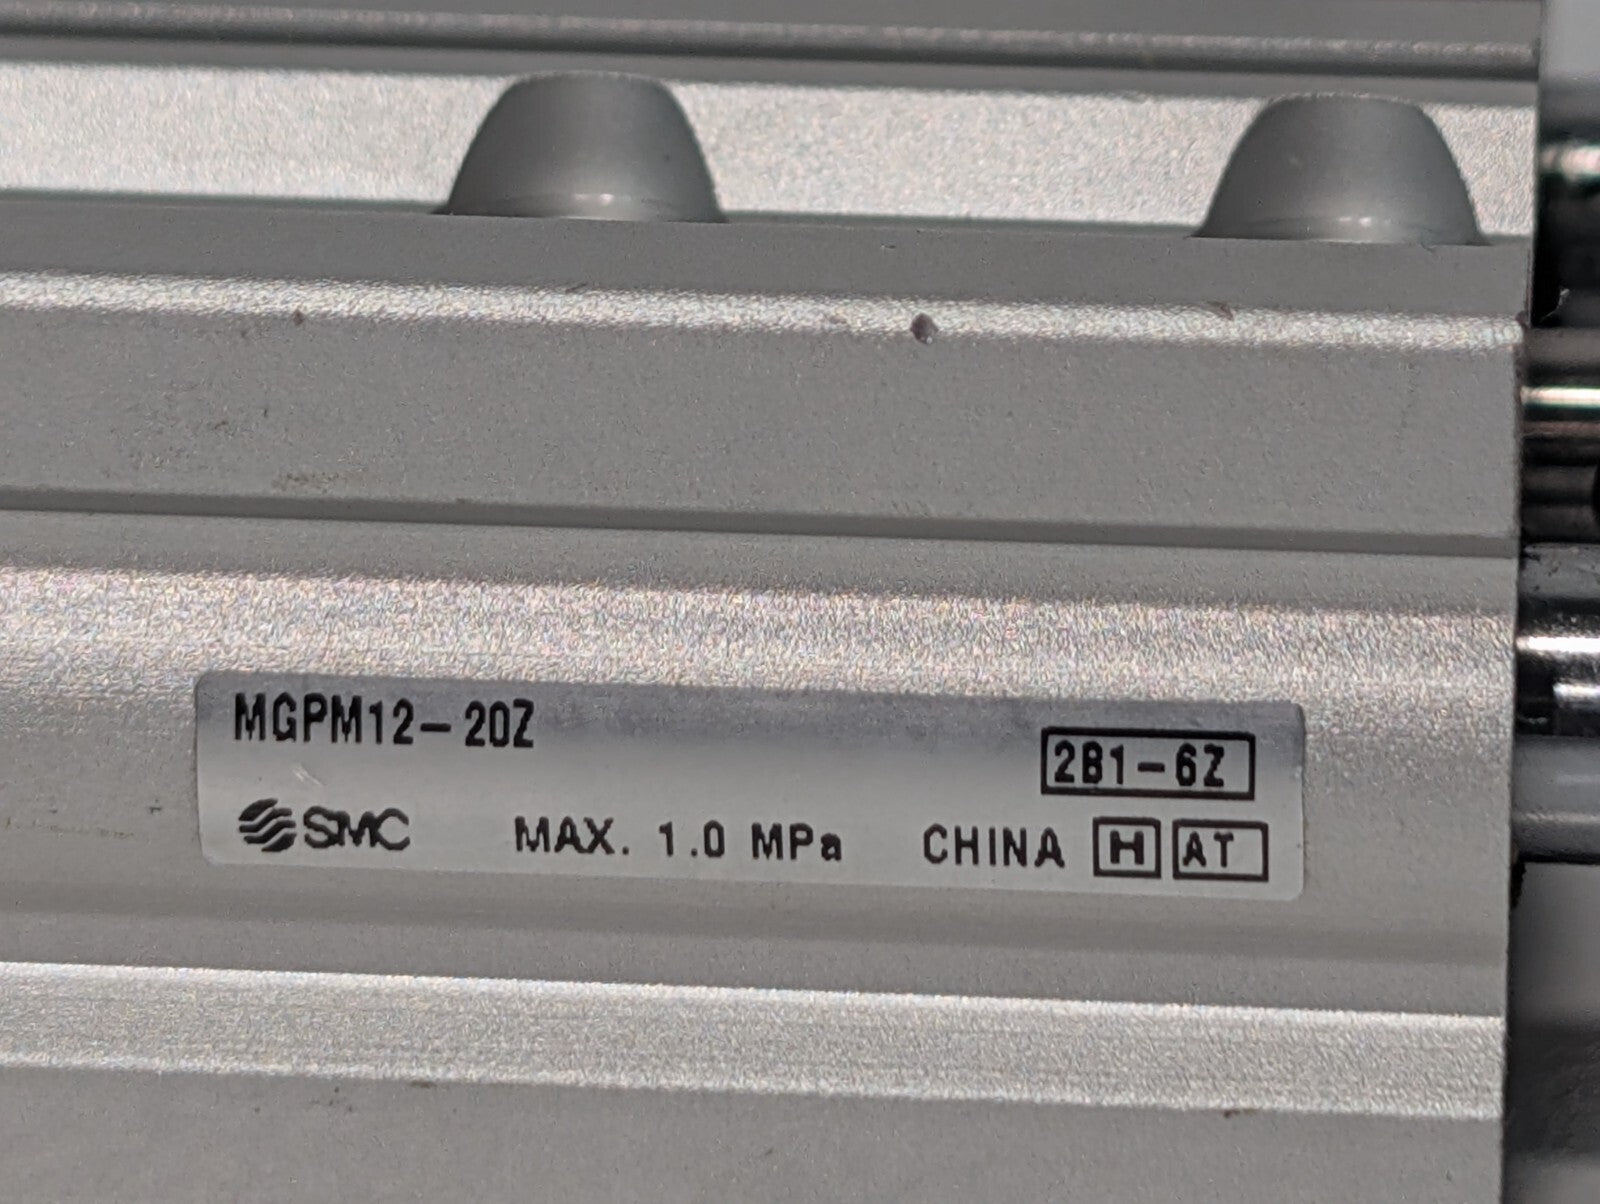 MGPM12-20Z
2B1-6Z
SMC MAX. 1.0 MPa CHINA H AT